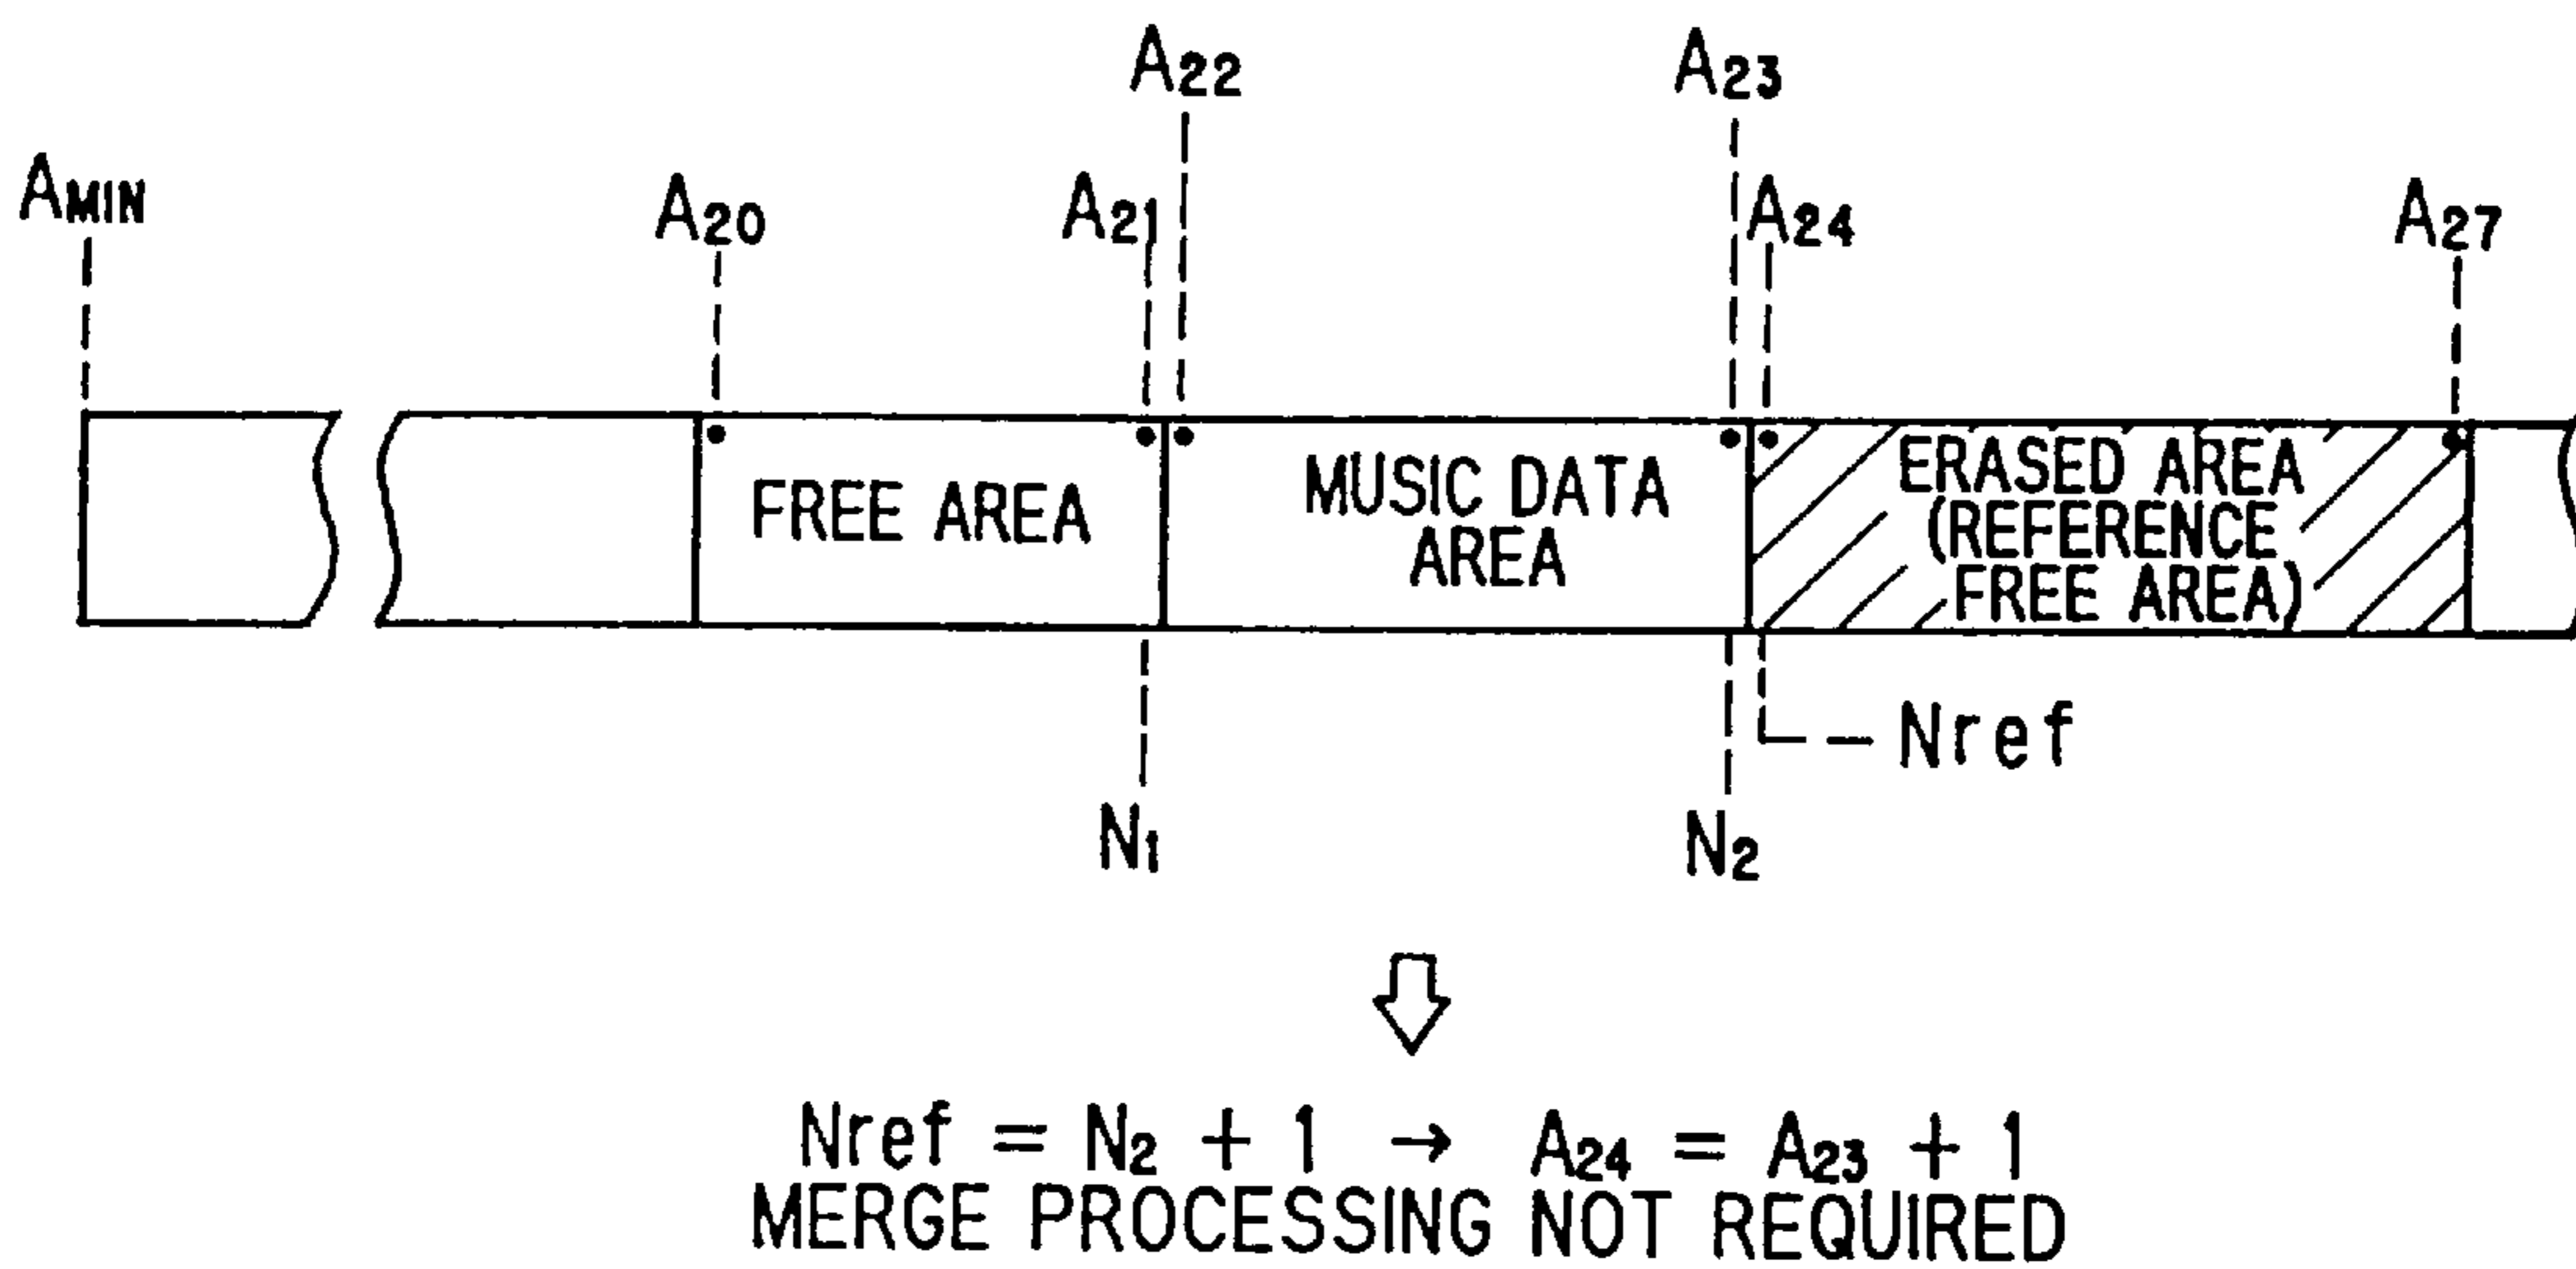 A22 A23
AMIN A20 A21 A24 A27
FREE AREA
MUSIC DATA
AREA
ERASED AREA
(REFERENCE
FREE AREA)
Nref
N1 N2
Nref = N2 + 1 → A24 = A23 + 1
MERGE PROCESSING NOT REQUIRED